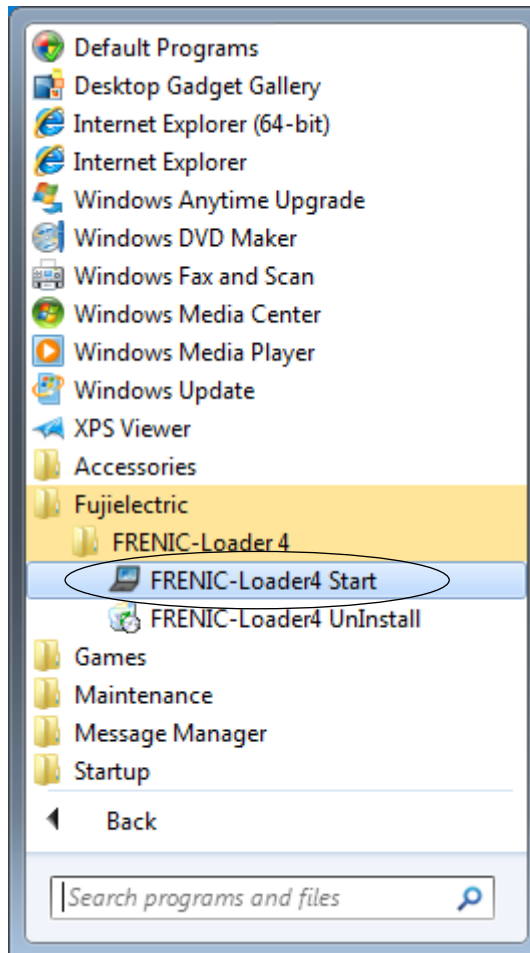 Default Programs
Desktop Gadget Gallery
Internet Explorer (64-bit)
Internet Explorer
Windows Anytime Upgrade
Windows DVD Maker
Windows Fax and Scan
Windows Media Center
Windows Media Player
Windows Update
XPS Viewer
Accessories
Fujielectric
FRENIC-Loader 4
FRENIC-Loader4 Start
FRENIC-Loader4 UnInstall
Games
Maintenance
Message Manager
Startup
Back
Search programs and files